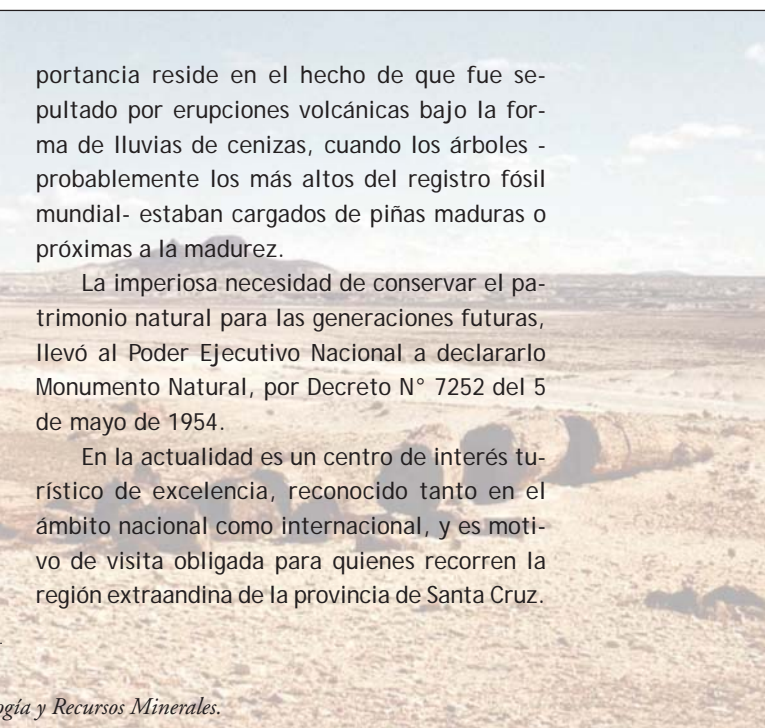 portancia reside en el hecho de que fue se-
pultado por erupciones volcánicas bajo la for-
ma de lluvias de cenizas, cuando los árboles -
probablemente los más altos del registro fósil
mundial- estaban cargados de piñas maduras o
próximas a la madurez.
La imperiosa necesidad de conservar el pa-
trimonio natural para las generaciones futuras,
llevó al Poder Ejecutivo Nacional a declararlo
Monumento Natural, por Decreto N° 7252 del 5
de mayo de 1954.
En la actualidad es un centro de interés tu-
rístico de excelencia, reconocido tanto en el
ámbito nacional como internacional, y es moti-
vo de visita obligada para quienes recorren la
región extraandina de la provincia de Santa Cruz.
ogía y Recursos Minerales.